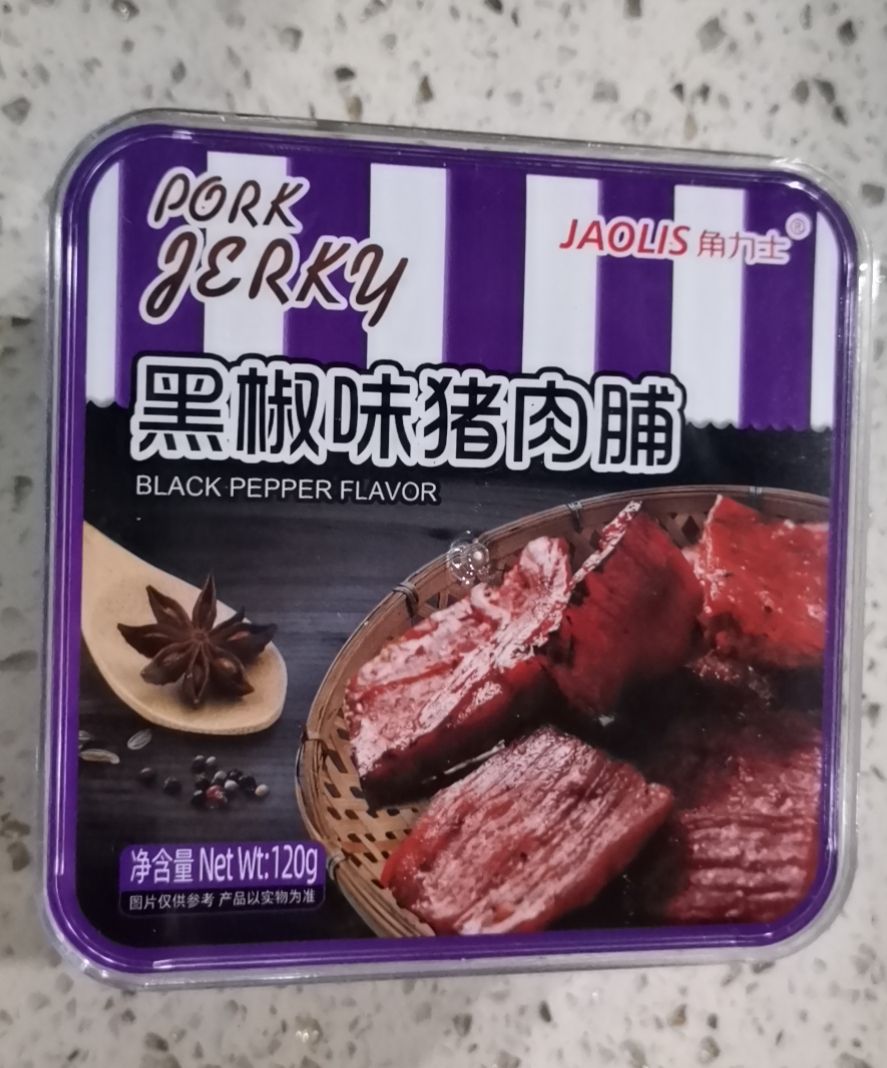 PORK
JERKY
JAOLIS 角力士®
黑椒味猪肉脯
BLACK PEPPER FLAVOR
净含量 Net Wt:120g
图片仅供参考 产品以实物为准